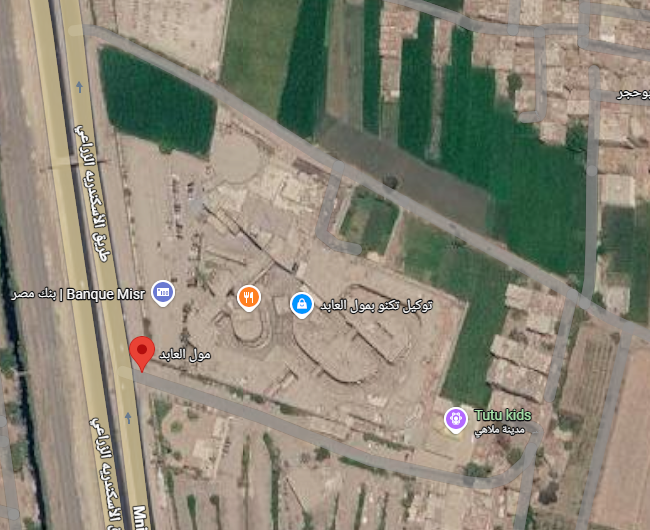 بوحجر
طريق الاسكندرية الزراعي
بنك مصر | Banque Misr
توكيل تكنو بمول العابد
مول العابد
Tutu kids
مدينة ملاهي
الاسكندرية الزراعي